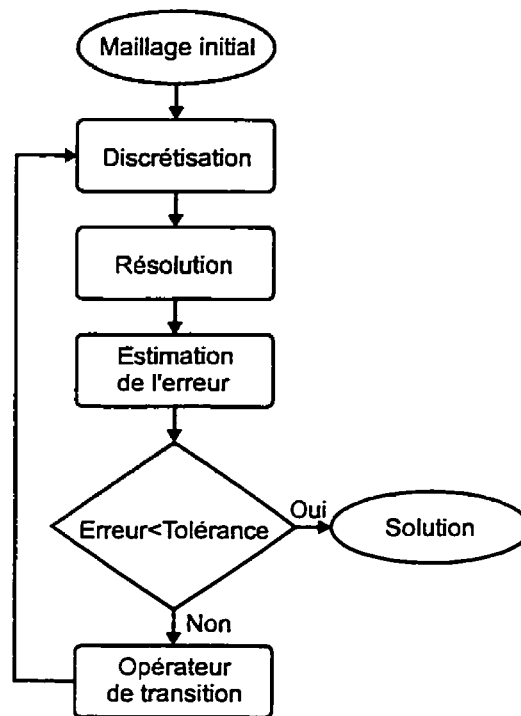 Maillage initial
Discrétisation
Résolution
Estimation
de l'erreur
Erreur<Tolérance
Oui
Solution
Non
Opérateur
de transition